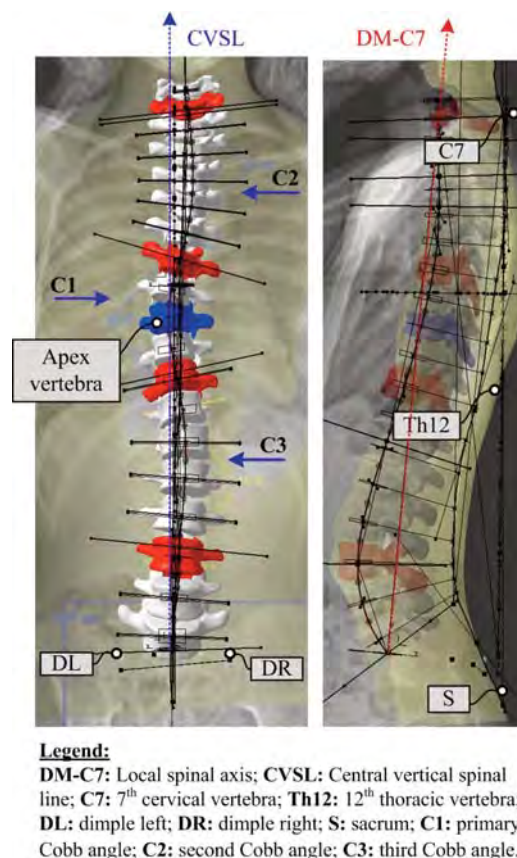 CVSL
DM-C7
C7
C2
C1
Apex
vertebra
Th12
C3
DL
DR
S
Legend:
DM-C7: Local spinal axis; CVSL: Central vertical spinal
line; C7: 7th cervical vertebra; Th12: 12th thoracic vertebra
DL: dimple left; DR: dimple right; S: sacrum; C1: primary
Cobb angle; C2: second Cobb angle; C3: third Cobb angle.